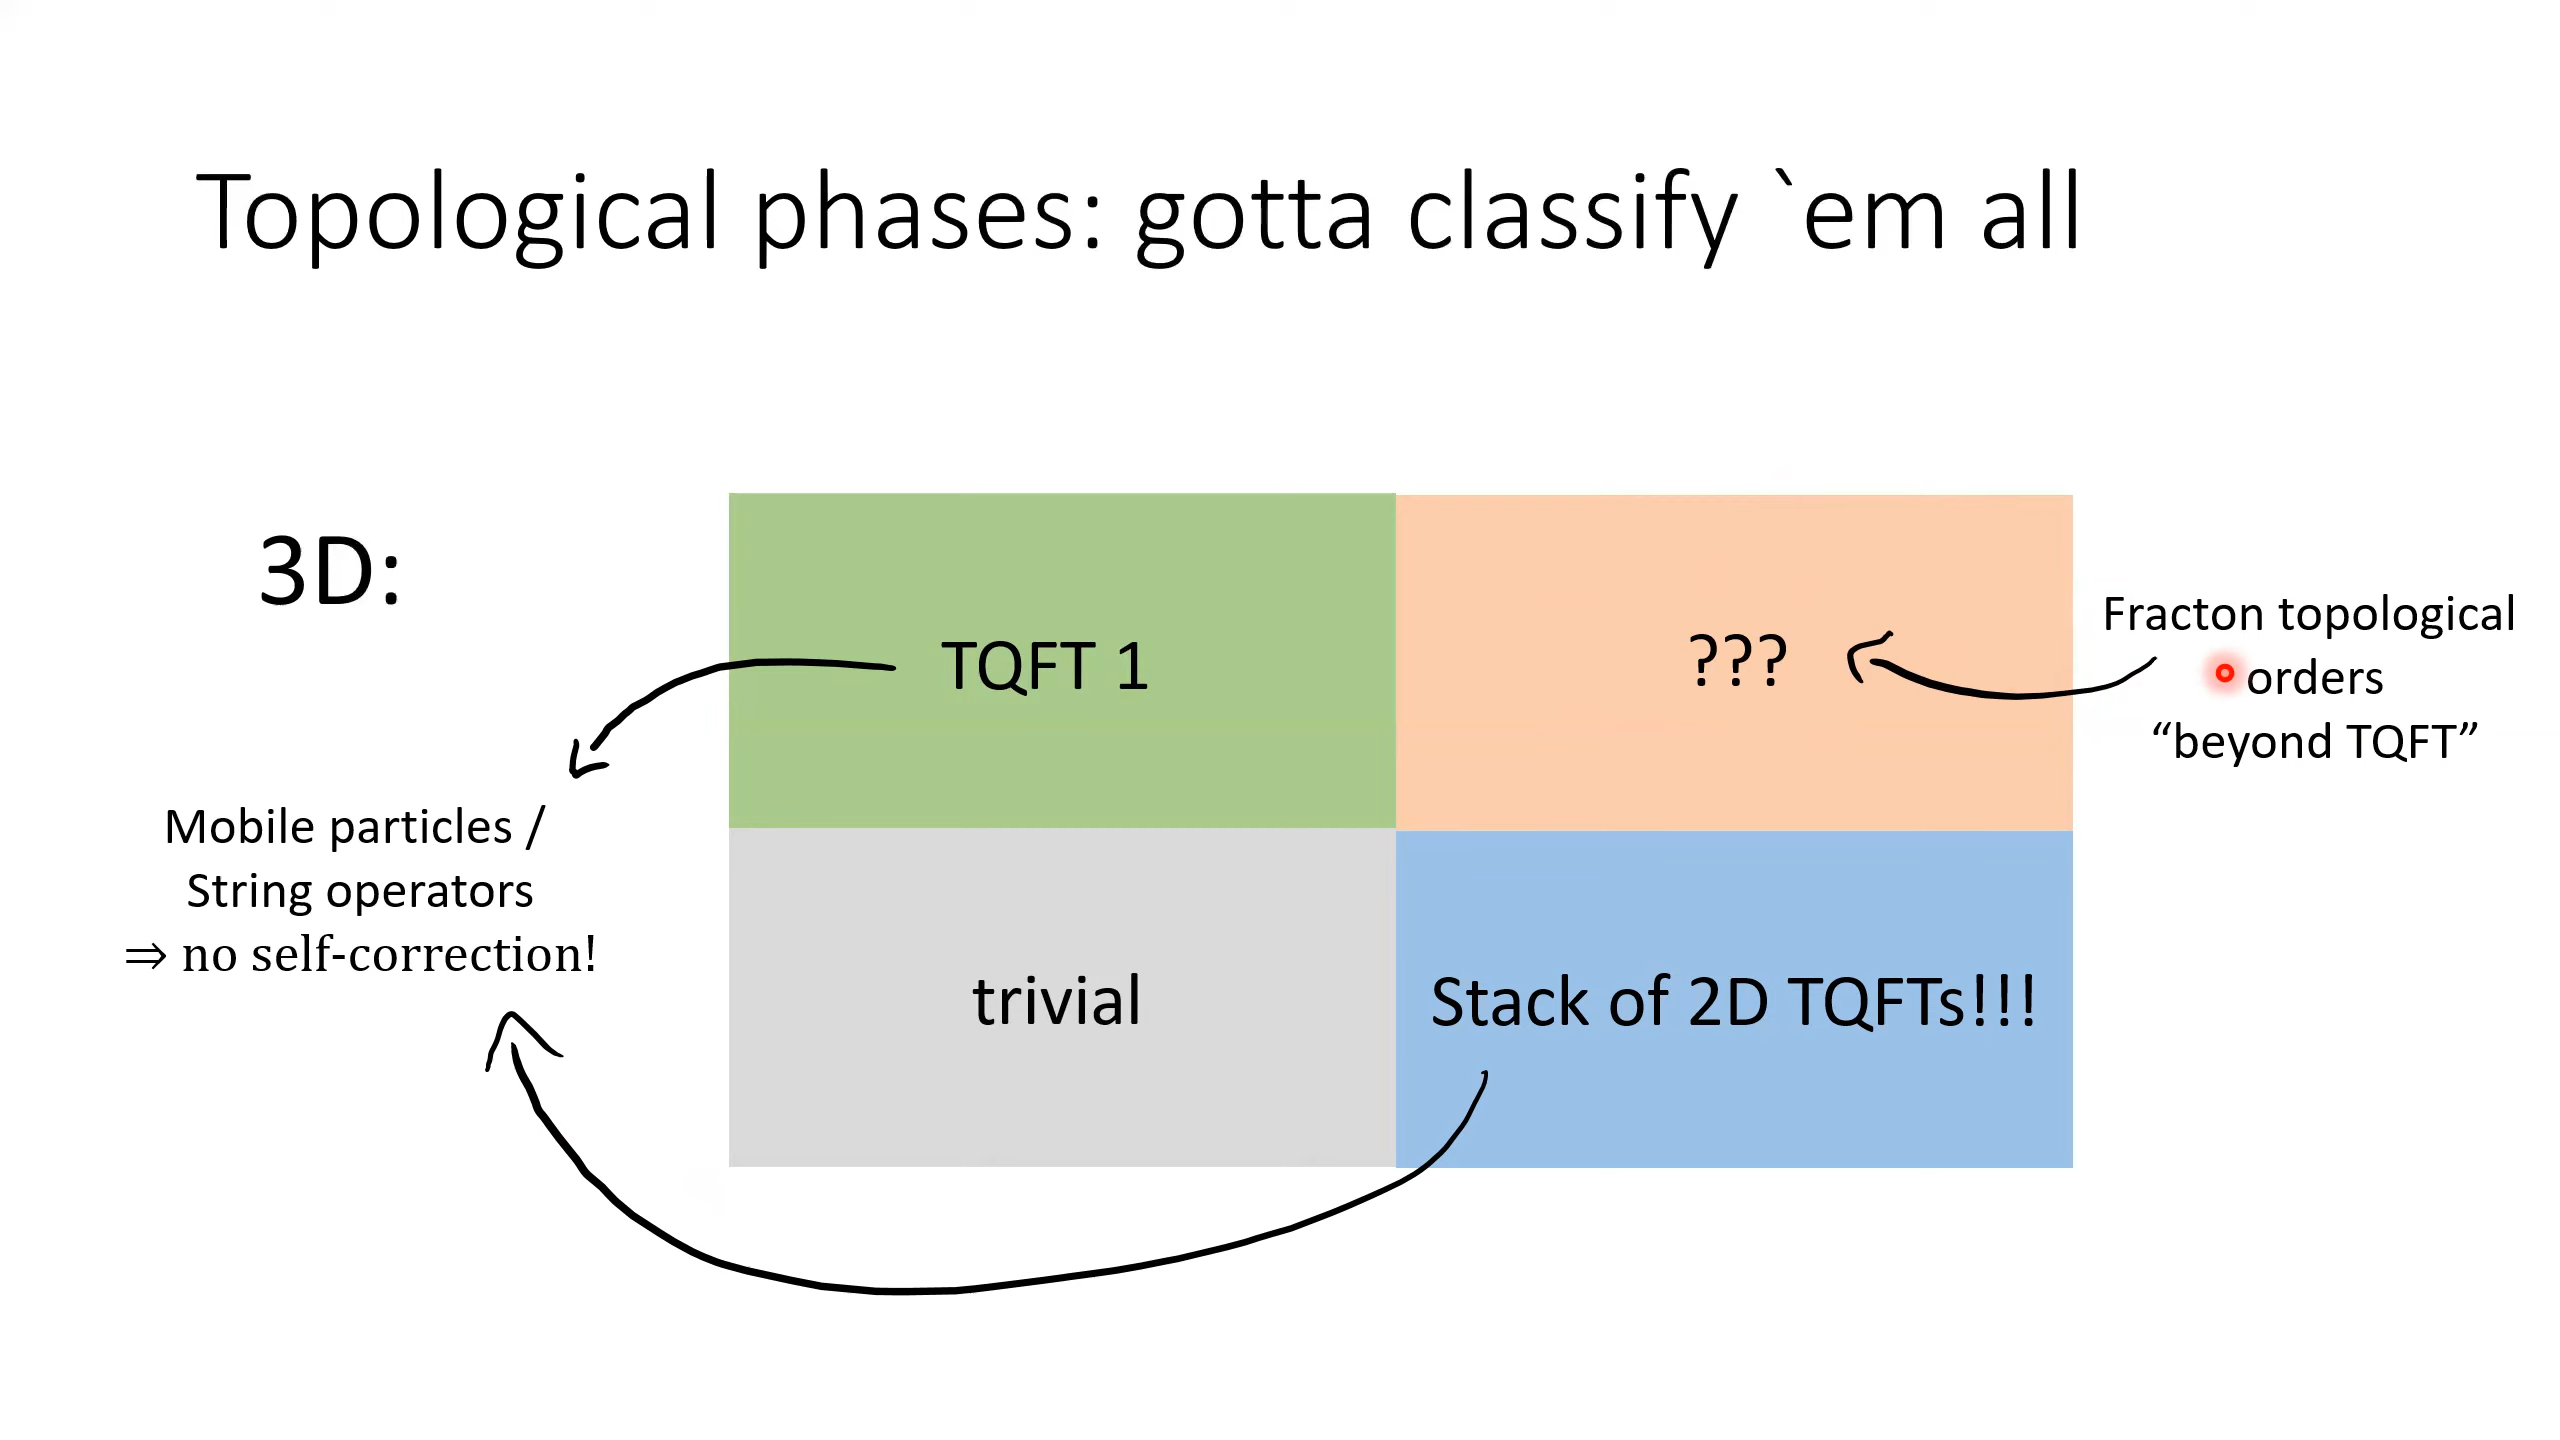 Topological phases: gotta classify `em all
3D:
TQFT 1
???
Fracton topological
orders
“beyond TQFT”
Mobile particles /
String operators
⇒ no self-correction!
trivial
Stack of 2D TQFTs!!!